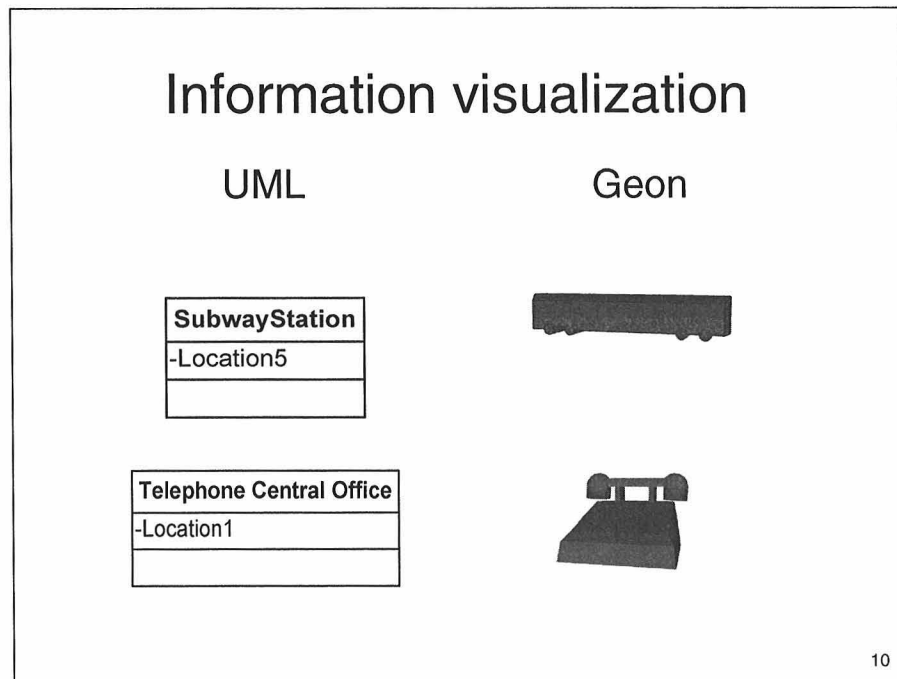 Information visualization
UML Geon
SubwayStation
-Location5
Telephone Central Office
-Location1
10